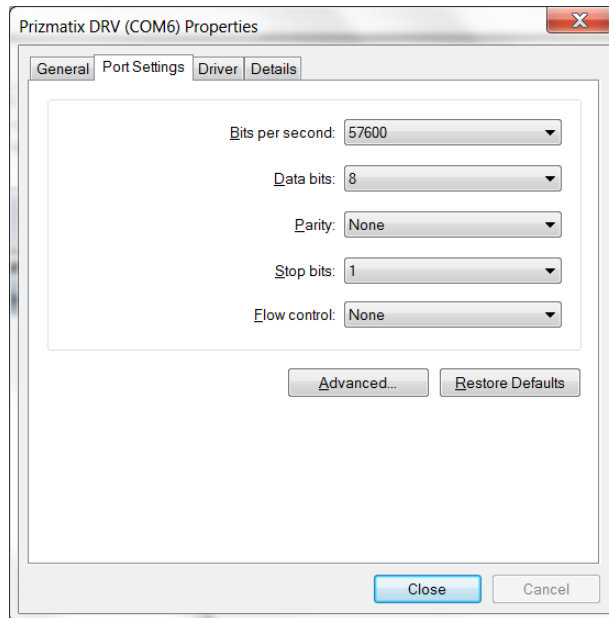 Prizmatix DRV (COM6) Properties
General Port Settings Driver Details
Bits per second: 57600
Data bits: 8
Parity: None
Stop bits: 1
Flow control: None
Advanced... Restore Defaults
Close Cancel